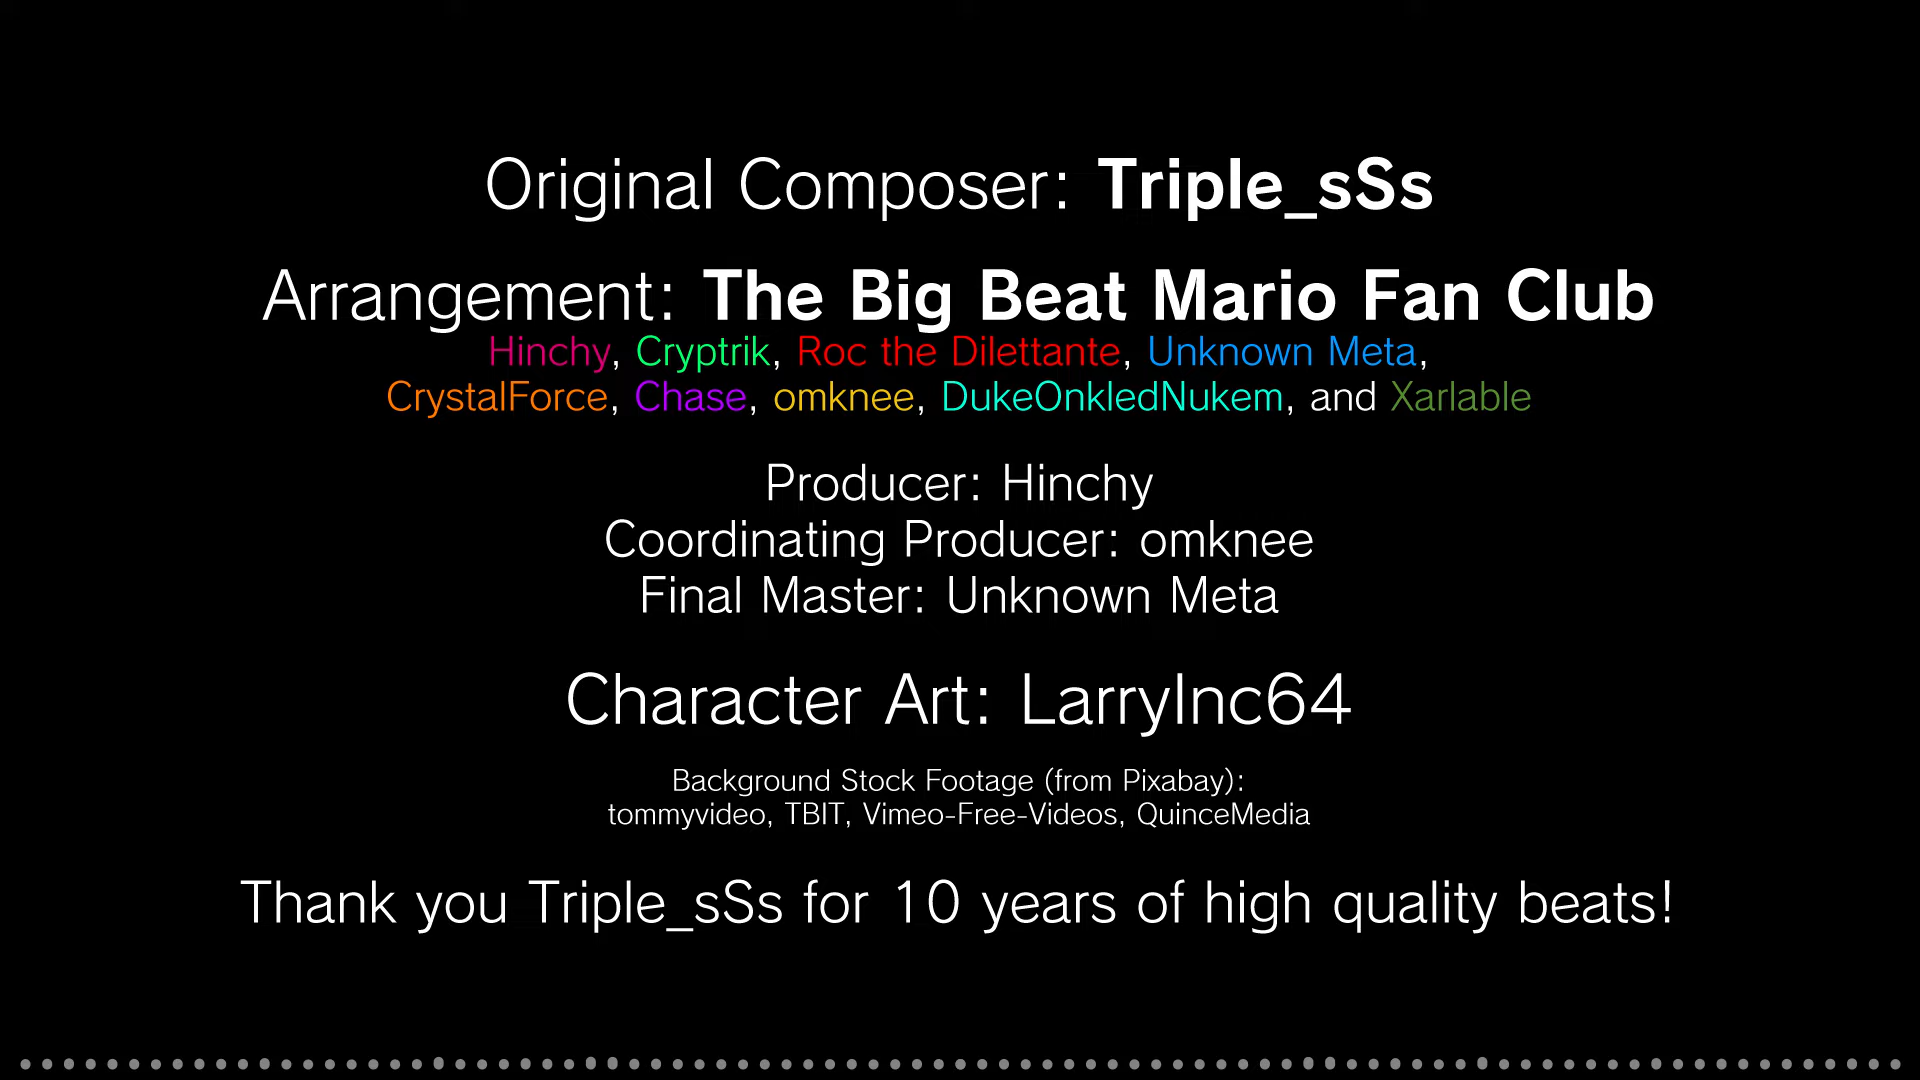 Original Composer: Triple_sSs
Arrangement: The Big Beat Mario Fan Club
Hinchy, Cryptrik, Roc the Dilettante, Unknown Meta,
CrystalForce, Chase, omknee, DukeOnkledNukem, and Xarlable
Producer: Hinchy
Coordinating Producer: omknee
Final Master: Unknown Meta
Character Art: LarryInc64
Background Stock Footage (from Pixabay):
tommyvideo, TBIT, Vimeo-Free-Videos, QuinceMedia
Thank you Triple_sSs for 10 years of high quality beats!